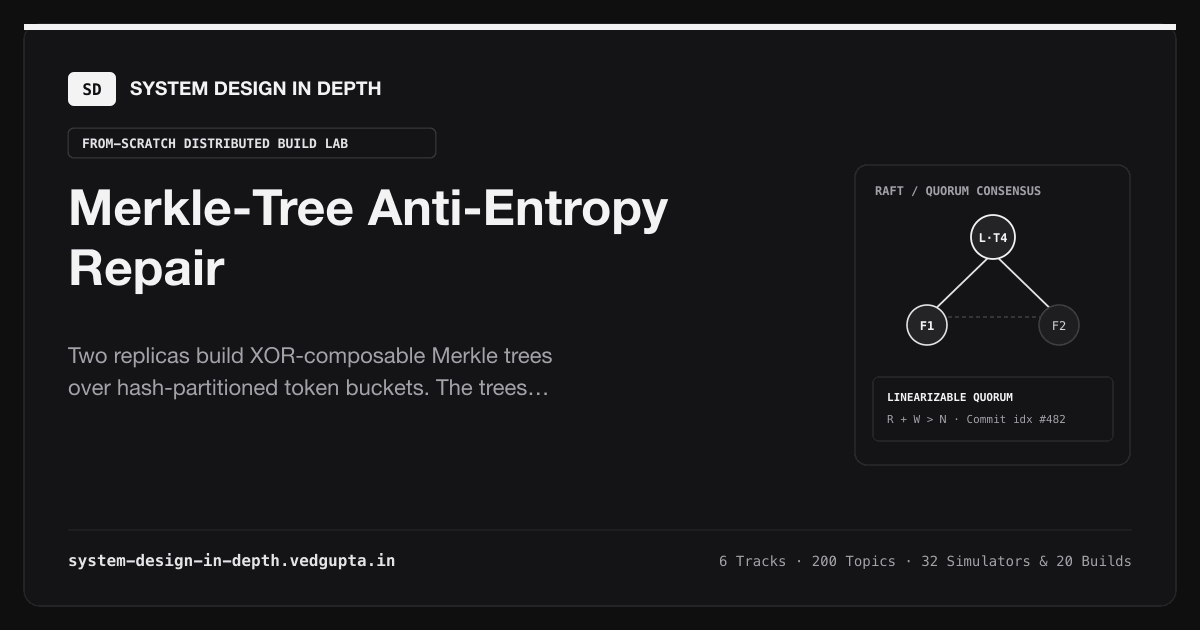 SD
SYSTEM DESIGN IN DEPTH
FROM-SCRATCH DISTRIBUTED BUILD LAB
Merkle-Tree Anti-Entropy
Repair
Two replicas build XOR-composable Merkle trees
over hash-partitioned token buckets. The trees…
RAFT / QUORUM CONSENSUS
L·T4
F1
F2
LINEARIZABLE QUORUM
R + W > N · Commit idx #482
system-design-in-depth.vedgupta.in
6 Tracks · 200 Topics · 32 Simulators & 20 Builds